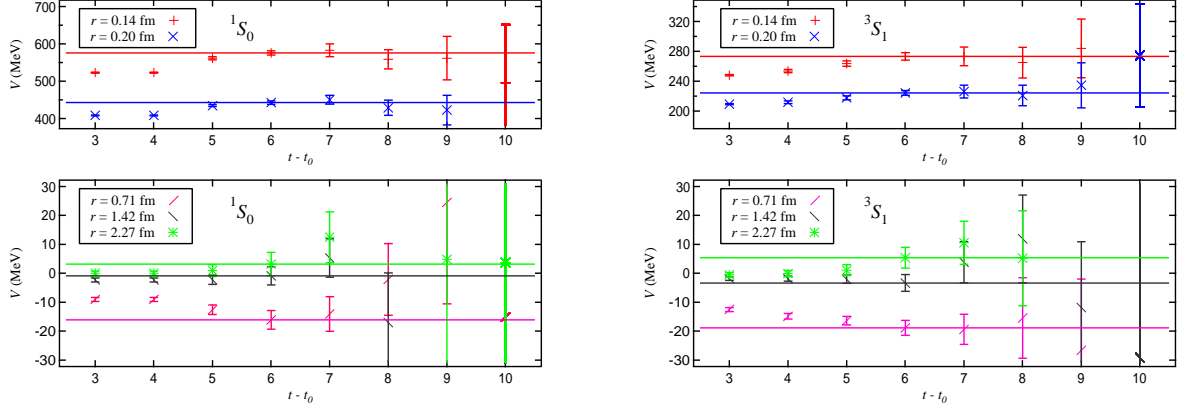 700
600
500
400
V (MeV)
r = 0.14 fm
r = 0.20 fm
¹S₀
3 4 5 6 7 8 9 10
t - t₀
320
280
240
200
V (MeV)
r = 0.14 fm
r = 0.20 fm
³S₁
3 4 5 6 7 8 9 10
t - t₀
30
20
10
0
-10
-20
-30
V (MeV)
r = 0.71 fm
r = 1.42 fm
r = 2.27 fm
¹S₀
3 4 5 6 7 8 9 10
t - t₀
30
20
10
0
-10
-20
-30
V (MeV)
r = 0.71 fm
r = 1.42 fm
r = 2.27 fm
³S₁
3 4 5 6 7 8 9 10
t - t₀